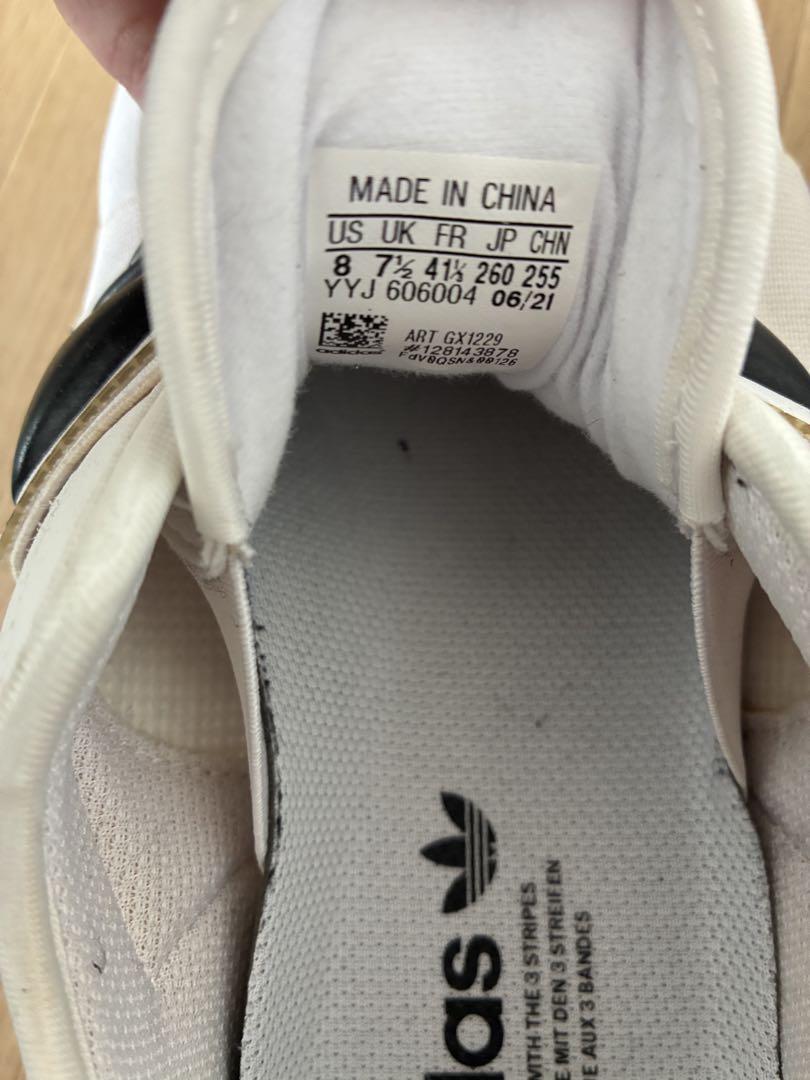 MADE IN CHINA
US UK FR JP CHN
8 7½ 41⅓ 260 255
YYJ 606004 06/21
adidas
ART GX1229
#128143878
das
WITH THE 3 STRIPES
E MIT DEN 3 STREIFEN
E AUX 3 BANDES